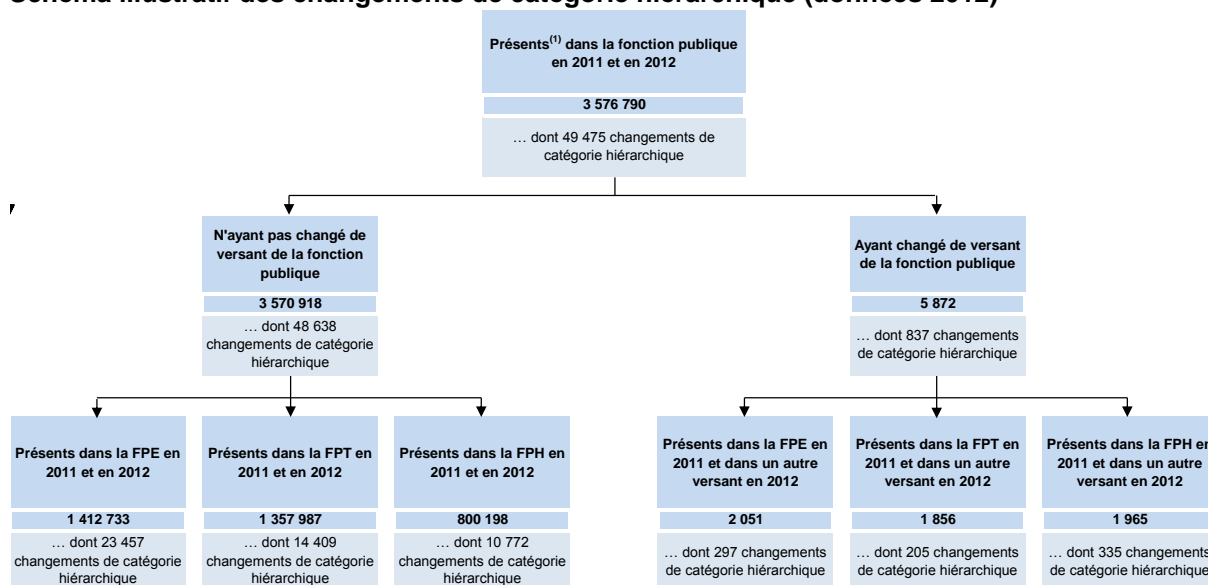 Schéma illustratif des changements de catégorie hiérarchique (données 2012)
Présents(1) dans la fonction publique
en 2011 et en 2012
3 576 790
… dont 49 475 changements de
catégorie hiérarchique
N'ayant pas changé de
versant de la fonction
publique
3 570 918
… dont 48 638
changements de catégorie
hiérarchique
Ayant changé de versant
de la fonction publique
5 872
… dont 837 changements
de catégorie hiérarchique
Présents dans la FPE en
2011 et en 2012
1 412 733
… dont 23 457
changements de catégorie
hiérarchique
Présents dans la FPT en
2011 et en 2012
1 357 987
… dont 14 409
changements de catégorie
hiérarchique
Présents dans la FPH en
2011 et en 2012
800 198
… dont 10 772
changements de catégorie
hiérarchique
Présents dans la FPE en
2011 et dans un autre
versant en 2012
2 051
… dont 297 changements
de catégorie hiérarchique
Présents dans la FPT en
2011 et dans un autre
versant en 2012
1 856
… dont 205 changements
de catégorie hiérarchique
Présents dans la FPH en
2011 et dans un autre
versant en 2012
1 965
… dont 335 changements
de catégorie hiérarchique